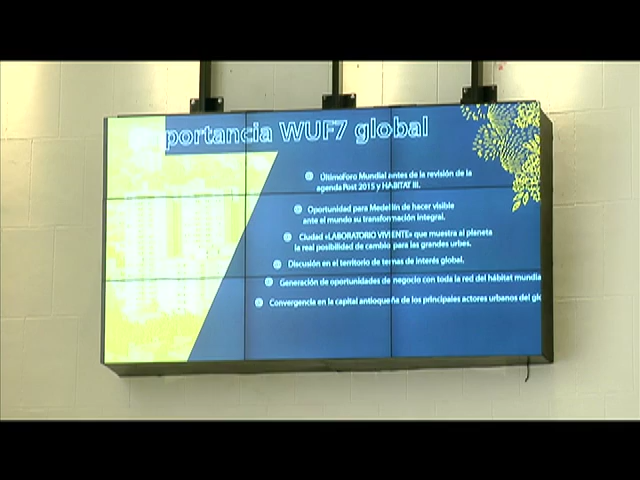 portancia WUF7 global
ÚltimoForo Mundial antes de la revisión de la
agenda Post 2015 y HABITAT III.
Oportunidad para Medellín de hacer visible
ante el mundo su transformación integral.
Ciudad «LABORATORIO VIVIENTE» que muestra al planeta
la real posibilidad de cambio para las grandes urbes.
Discusión en el territorio de temas de interés global.
Generación de oportunidades de negocio con toda la red del hábitat mundia
Convergencia en la capital antioqueña de los principales actores urbanos del glo